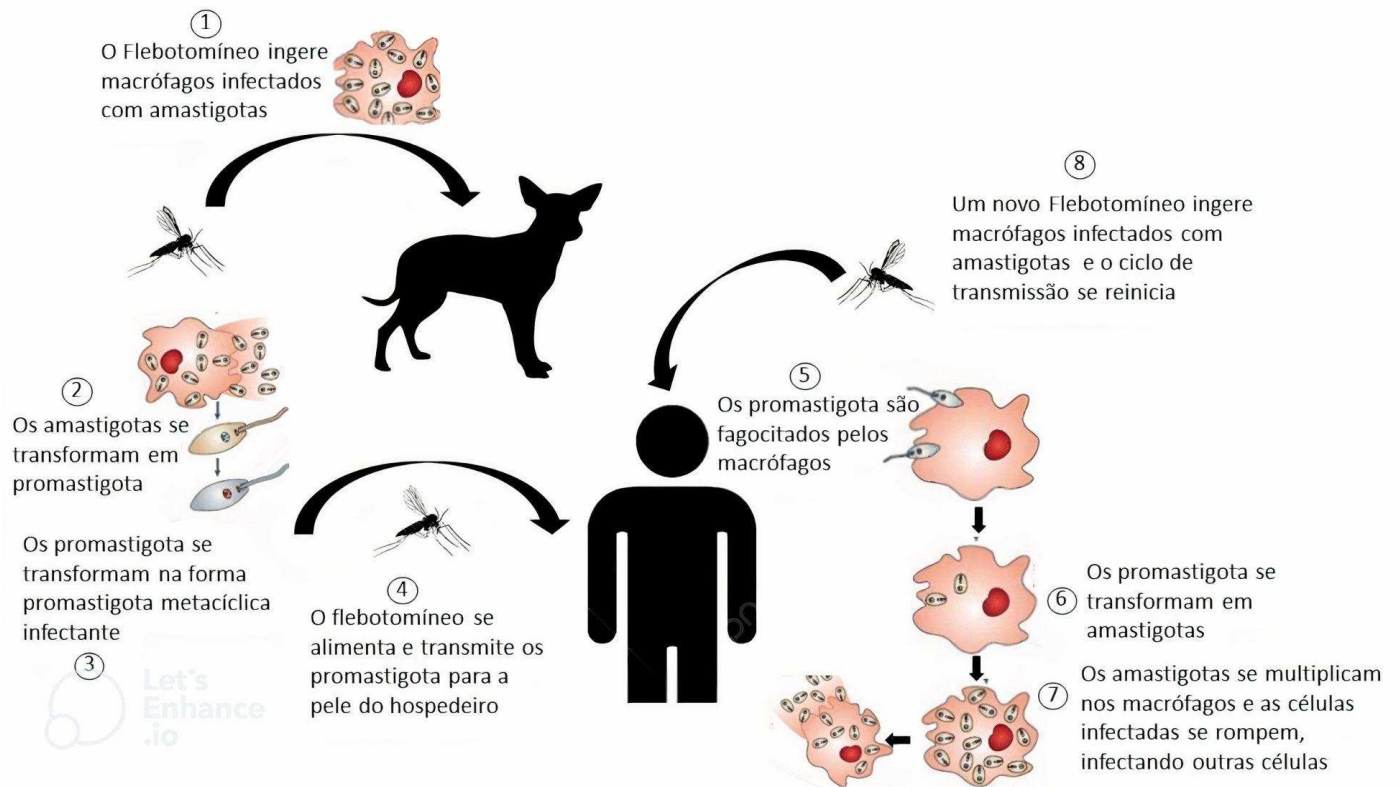 1
O Flebotomíneo ingere
macrófagos infectados
com amastigotas
2
Os amastigotas se
transformam em
promastigota
Os promastigota se
transformam na forma
promastigota metacíclica
infectante
3
Let's
Enhance
.io
4
O flebotomíneo se
alimenta e transmite os
promastigota para a
pele do hospedeiro
5
Os promastigota são
fagocitados pelos
macrófagos
6
Os promastigota se
transformam em
amastigotas
7
Os amastigotas se multiplicam
nos macrófagos e as células
infectadas se rompem,
infectando outras células
8
Um novo Flebotomíneo ingere
macrófagos infectados com
amastigotas e o ciclo de
transmissão se reinicia